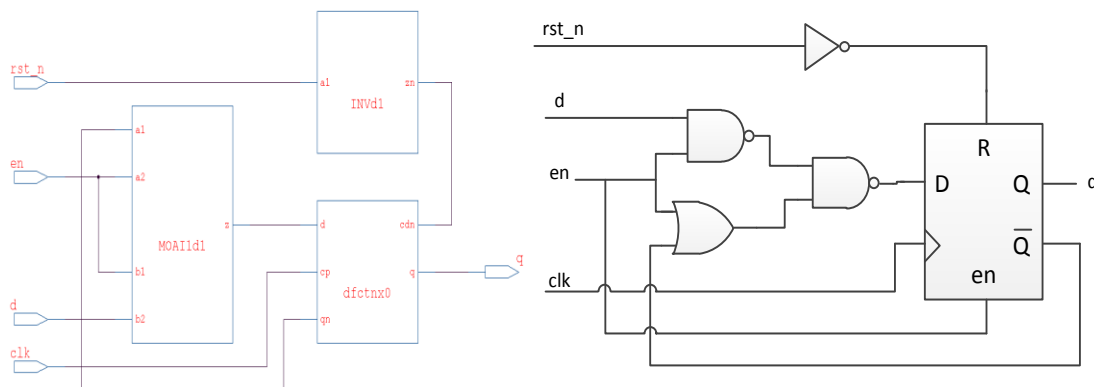 rst_n
a1
zn
INVd1
a1
en
a2
z
MOAI1d1
b1
d
b2
clk
d
cdn
cp
q
q
dfctnx0
qn
rst_n
d
en
clk
R
D
Q
Q
en